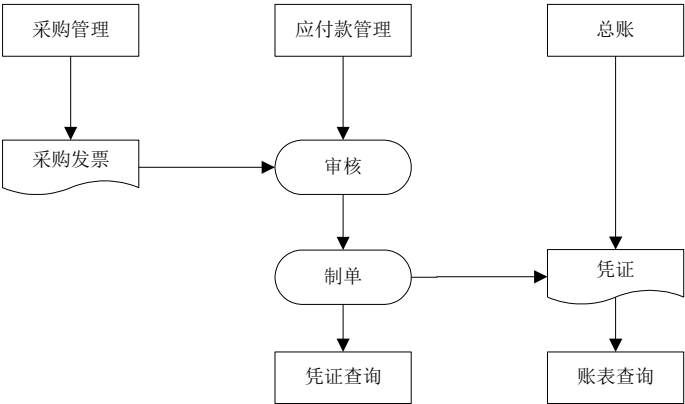 采购管理
应付款管理
总账
采购发票
审核
制单
凭证
凭证查询
账表查询